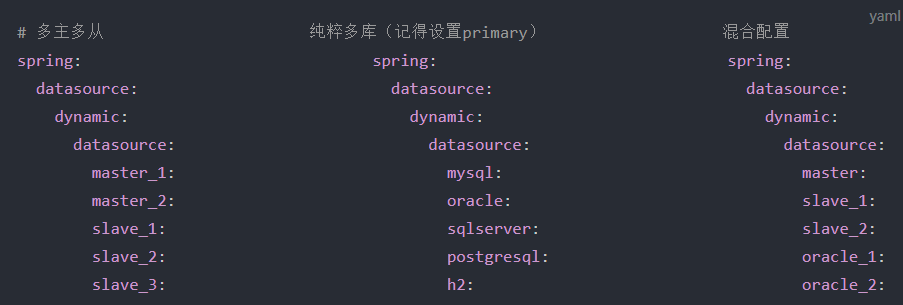 yaml
# 多主多从                      纯粹多库（记得设置primary）                   混合配置
spring:                               spring:                               spring:
  datasource:                           datasource:                           datasource:
    dynamic:                              dynamic:                              dynamic:
      datasource:                           datasource:                           datasource:
        master_1:                             mysql:                                master:
        master_2:                             oracle:                               slave_1:
        slave_1:                              sqlserver:                            slave_2:
        slave_2:                              postgresql:                           oracle_1:
        slave_3:                              h2:                                   oracle_2: